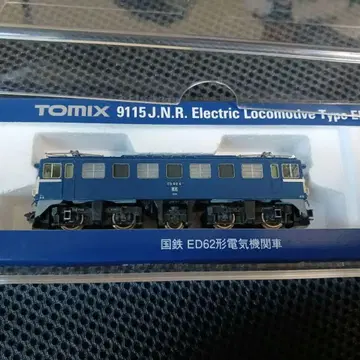 TOMIX 9115 J.N.R. Electric Locomotive Type E
国鉄 ED62形電気機関車